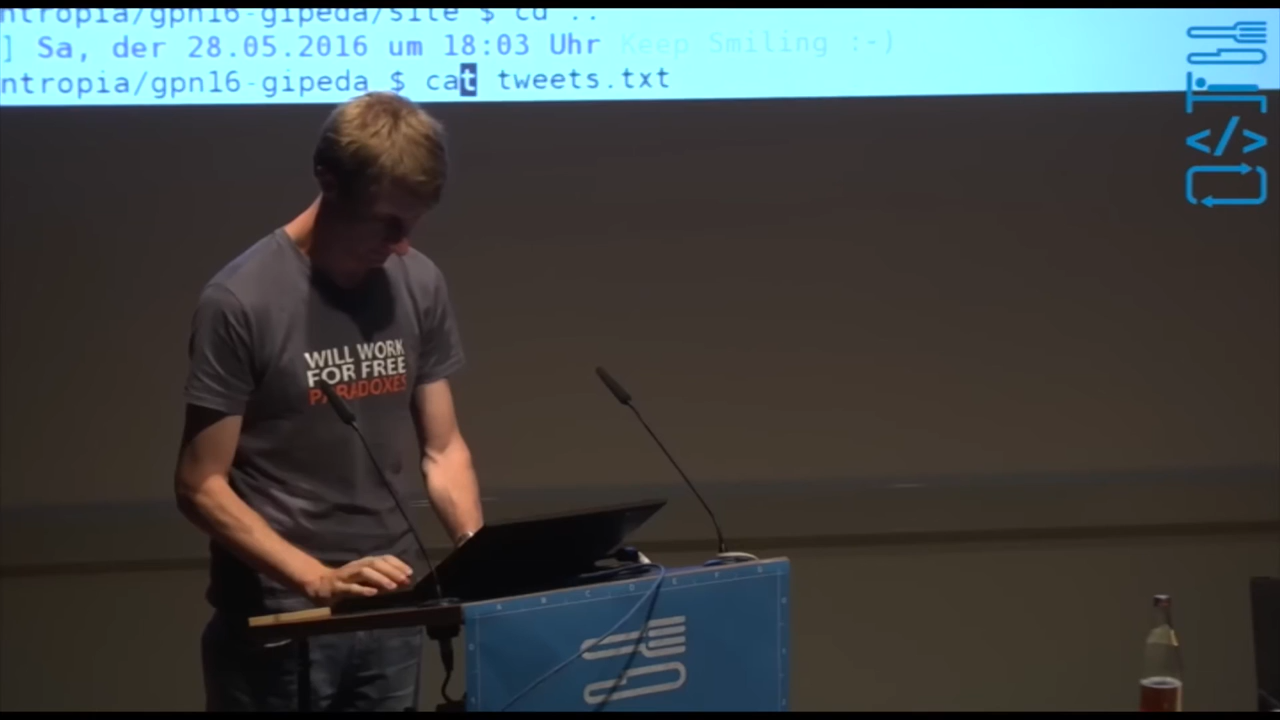 ntropia/gpn16-gipeda/site $ cd ..
] Sa, der 28.05.2016 um 18:03 Uhr Keep Smiling :-)
ntropia/gpn16-gipeda $ cat tweets.txt
</>
WILL WORK
FOR FREE
PARADOXES